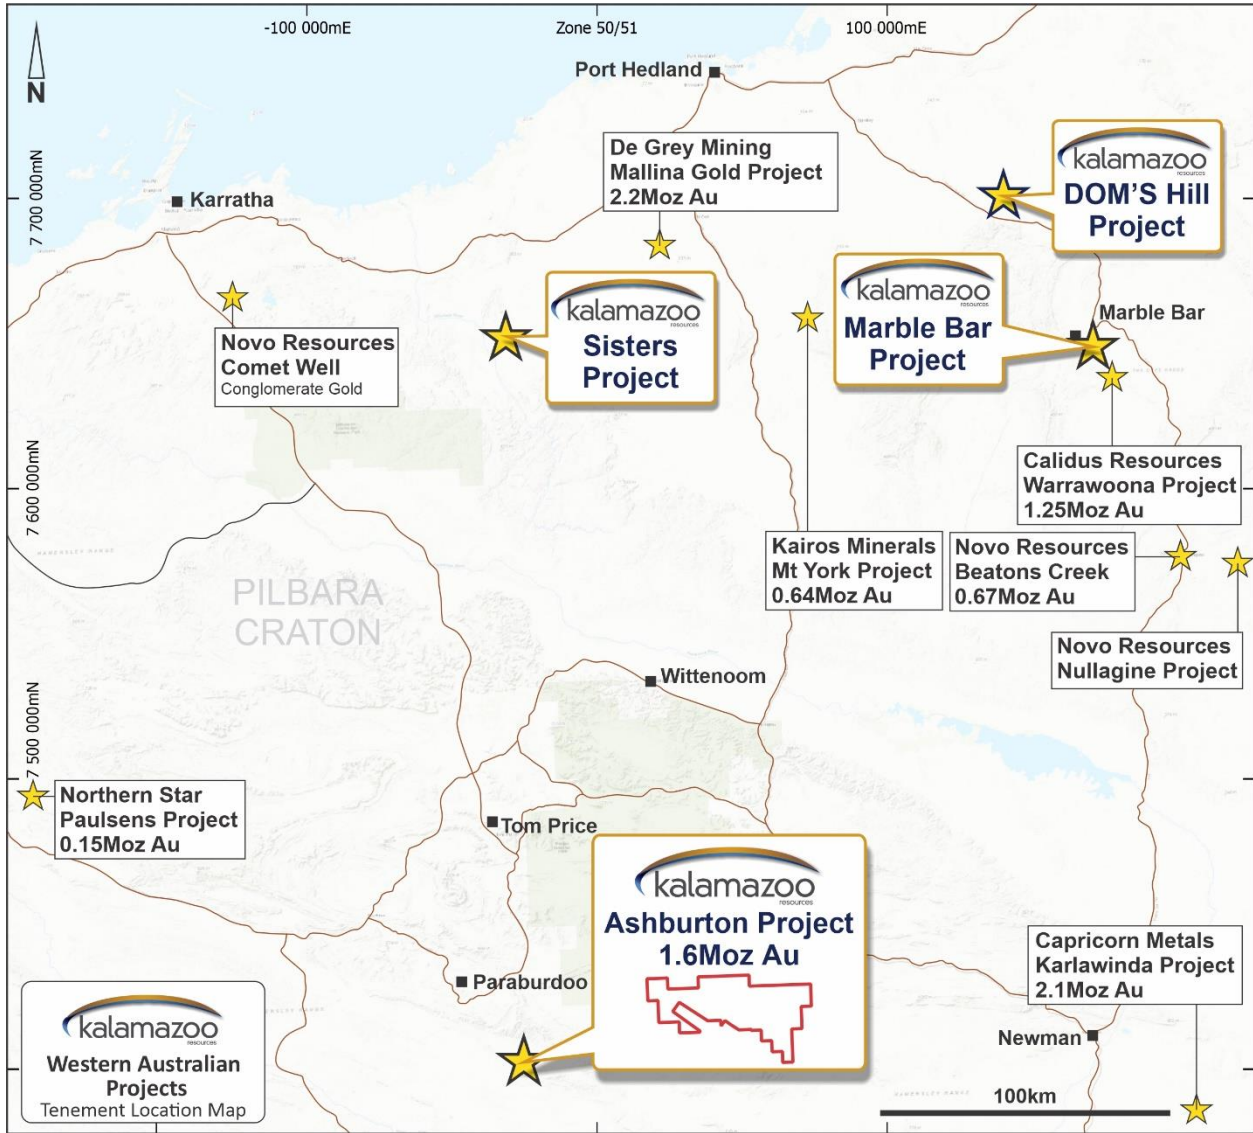 -100 000mE
Zone 50/51
100 000mE
N
Port Hedland
7 700 000mN
Karratha
De Grey Mining
Mallina Gold Project
2.2Moz Au
kalamazoo
resources
DOM'S Hill
Project
kalamazoo
resources
Sisters
Project
kalamazoo
resources
Marble Bar
Project
Marble Bar
Novo Resources
Comet Well
Conglomerate Gold
Calidus Resources
Warrawoona Project
1.25Moz Au
7 600 000mN
Kairos Minerals
Mt York Project
0.64Moz Au
Novo Resources
Beatons Creek
0.67Moz Au
Novo Resources
Nullagine Project
PILBARA
CRATON
Wittenoom
7 500 000mN
Northern Star
Paulsens Project
0.15Moz Au
Tom Price
kalamazoo
resources
Ashburton Project
1.6Moz Au
Paraburdoo
Capricorn Metals
Karlawinda Project
2.1Moz Au
Newman
100km
kalamazoo
resources
Western Australian
Projects
Tenement Location Map